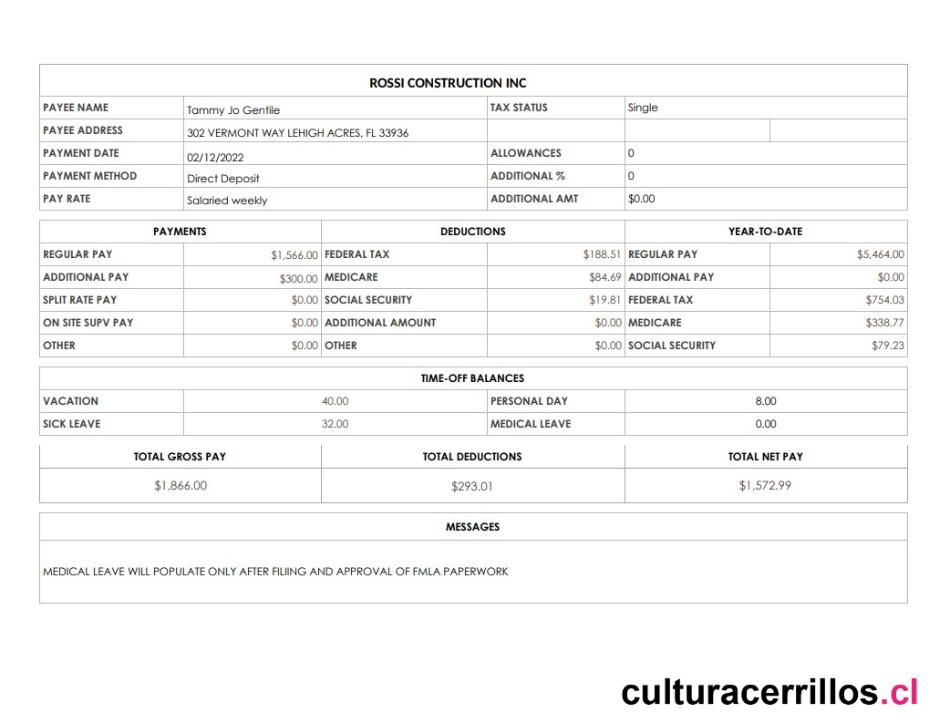 ROSSI CONSTRUCTION INC
PAYEE NAME Tammy Jo Gentile TAX STATUS Single
PAYEE ADDRESS 302 VERMONT WAY LEHIGH ACRES, FL 33936
PAYMENT DATE 02/12/2022 ALLOWANCES 0
PAYMENT METHOD Direct Deposit ADDITIONAL % 0
PAY RATE Salaried weekly ADDITIONAL AMT $0.00
PAYMENTS DEDUCTIONS YEAR-TO-DATE
REGULAR PAY $1,566.00 FEDERAL TAX $188.51 REGULAR PAY $5,464.00
ADDITIONAL PAY $300.00 MEDICARE $84.69 ADDITIONAL PAY $0.00
SPLIT RATE PAY $0.00 SOCIAL SECURITY $19.81 FEDERAL TAX $754.03
ON SITE SUPV PAY $0.00 ADDITIONAL AMOUNT $0.00 MEDICARE $338.77
OTHER $0.00 OTHER $0.00 SOCIAL SECURITY $79.23
TIME-OFF BALANCES
VACATION 40.00 PERSONAL DAY 8.00
SICK LEAVE 32.00 MEDICAL LEAVE 0.00
TOTAL GROSS PAY TOTAL DEDUCTIONS TOTAL NET PAY
$1,866.00 $293.01 $1,572.99
MESSAGES
MEDICAL LEAVE WILL POPULATE ONLY AFTER FILIING AND APPROVAL OF FMLA PAPERWORK
culturacerrillos.cl